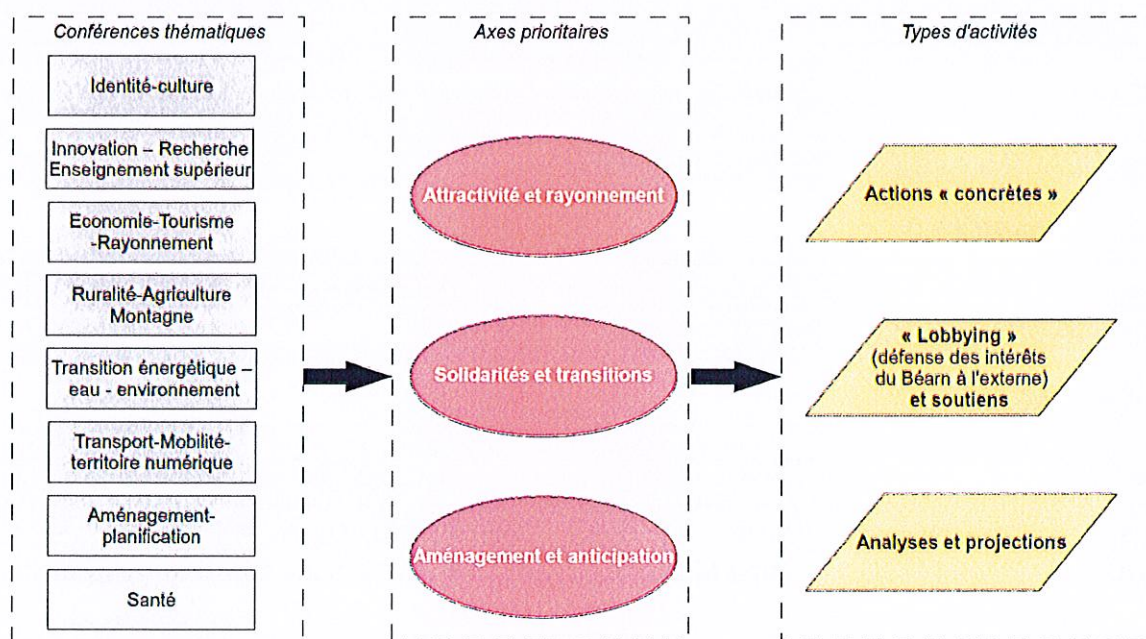 Conférences thématiques
Identité-culture
Innovation – Recherche
Enseignement supérieur
Economie-Tourisme
-Rayonnement
Ruralité-Agriculture
Montagne
Transition énergétique –
eau - environnement
Transport-Mobilité-
territoire numérique
Aménagement-
planification
Santé
Axes prioritaires
Attractivité et rayonnement
Solidarités et transitions
Aménagement et anticipation
Types d'activités
Actions « concrètes »
« Lobbying »
(défense des intérêts
du Béarn à l'externe)
et soutiens
Analyses et projections